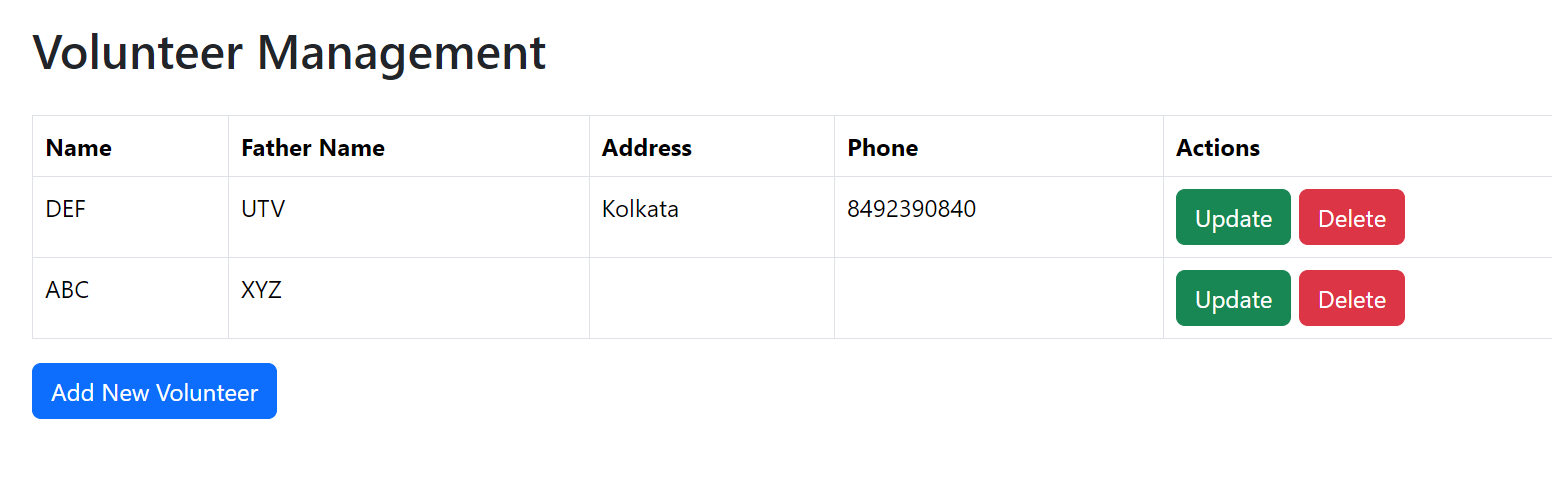 Volunteer Management
Name Father Name Address Phone Actions
DEF UTV Kolkata 8492390840 Update Delete
ABC XYZ Update Delete
Add New Volunteer